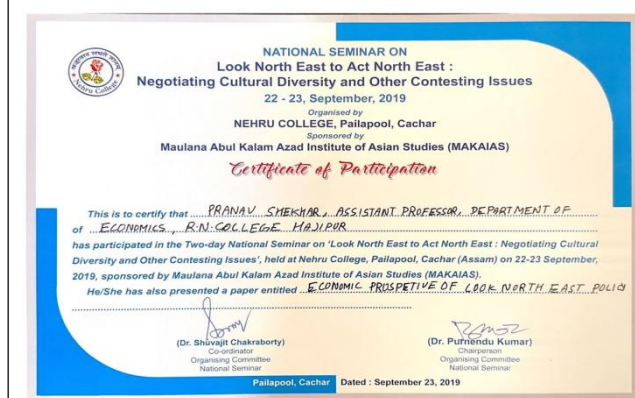 NATIONAL SEMINAR ON
Look North East to Act North East :
Negotiating Cultural Diversity and Other Contesting Issues
22 - 23, September, 2019
Organised by
NEHRU COLLEGE, Pailapool, Cachar
Sponsored by
Maulana Abul Kalam Azad Institute of Asian Studies (MAKAIAS)
Certificate of Participation
This is to certify that PRANAV SHEKHAR, ASSISTANT PROFESSOR, DEPARTMENT OF
of ECONOMICS, R.N. COLLEGE HAJIPUR
has participated in the Two-day National Seminar on 'Look North East to Act North East : Negotiating Cultural
Diversity and Other Contesting Issues', held at Nehru College, Pailapool, Cachar (Assam) on 22-23 September,
2019, sponsored by Maulana Abul Kalam Azad Institute of Asian Studies (MAKAIAS).
He/She has also presented a paper entitled ECONOMIC PROSPETIVE OF LOOK NORTH EAST POLICY
(Dr. Shuvajit Chakraborty)
Co-ordinator
Organising Committee
National Seminar
(Dr. Purnendu Kumar)
Chairperson
Organising Committee
National Seminar
Pailapool, Cachar Dated : September 23, 2019
Nehru College